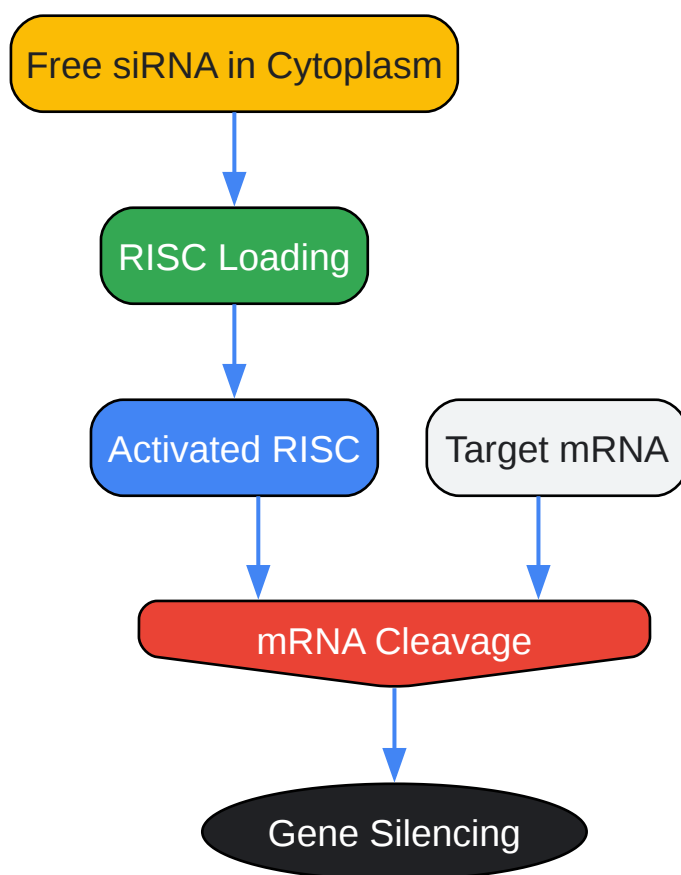 Free siRNA in Cytoplasm
RISC Loading
Activated RISC
Target mRNA
mRNA Cleavage
Gene Silencing